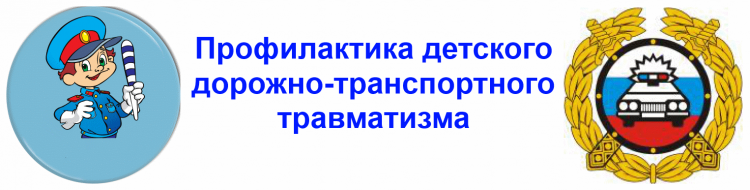 Профилактика детского
дорожно-транспортного
травматизма